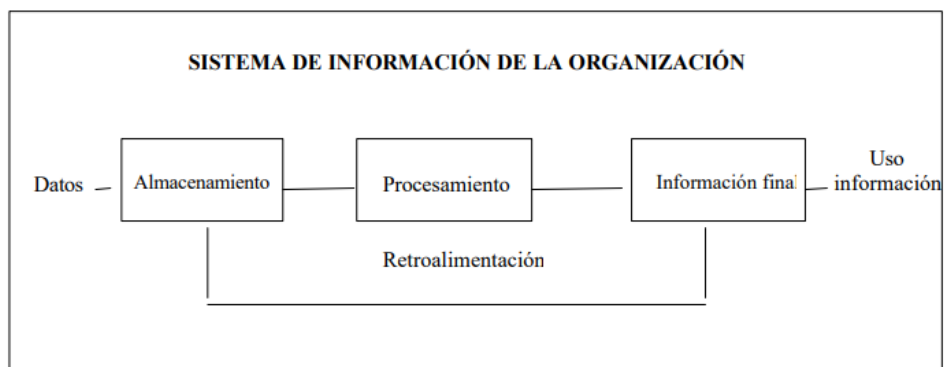 SISTEMA DE INFORMACIÓN DE LA ORGANIZACIÓN
Datos
Almacenamiento
Procesamiento
Información final
Uso
información
Retroalimentación